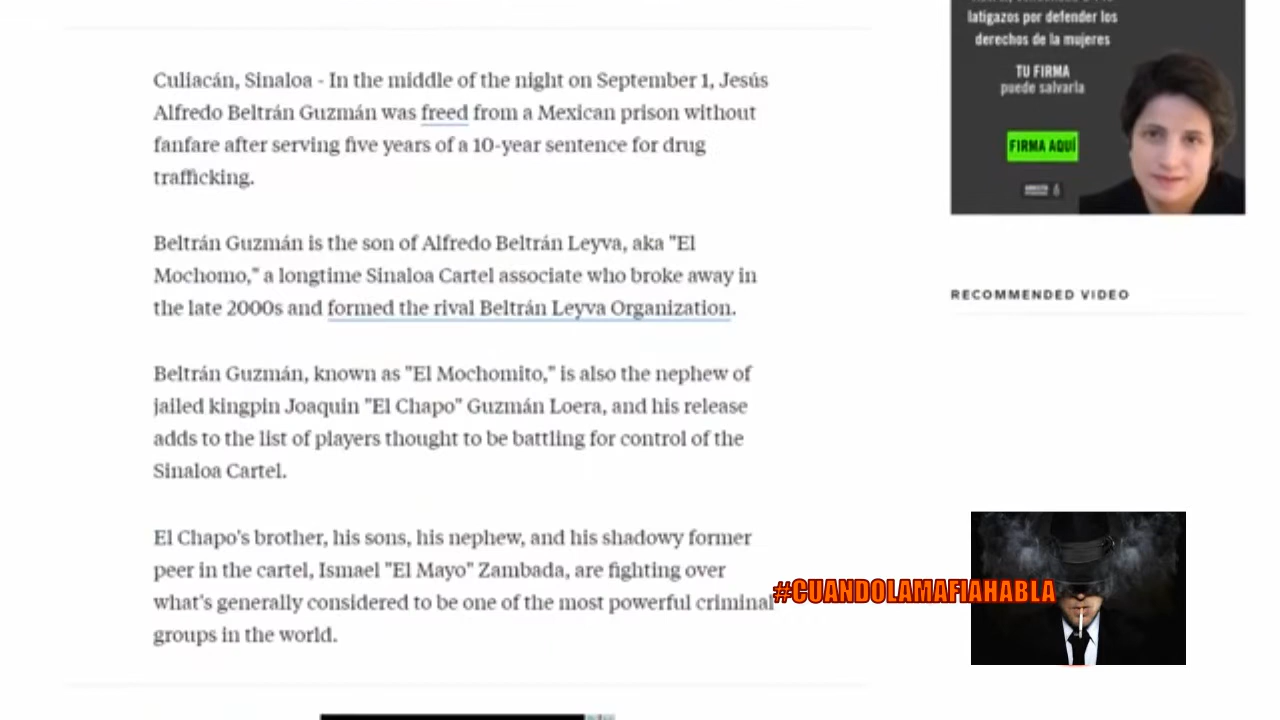 Culiacán, Sinaloa - In the middle of the night on September 1, Jesús
Alfredo Beltrán Guzmán was freed from a Mexican prison without
fanfare after serving five years of a 10-year sentence for drug
trafficking.
Beltrán Guzmán is the son of Alfredo Beltrán Leyva, aka "El
Mochomo," a longtime Sinaloa Cartel associate who broke away in
the late 2000s and formed the rival Beltrán Leyva Organization.
Beltrán Guzmán, known as "El Mochomito," is also the nephew of
jailed kingpin Joaquin "El Chapo" Guzmán Loera, and his release
adds to the list of players thought to be battling for control of the
Sinaloa Cartel.
El Chapo's brother, his sons, his nephew, and his shadowy former
peer in the cartel, Ismael "El Mayo" Zambada, are fighting over
what's generally considered to be one of the most powerful criminal
groups in the world.
latigazos por defender los
derechos de la mujeres
TU FIRMA
puede salvarla
FIRMA AQUÍ
RECOMMENDED VIDEO
#CUANDOLAMAFIAHABLA